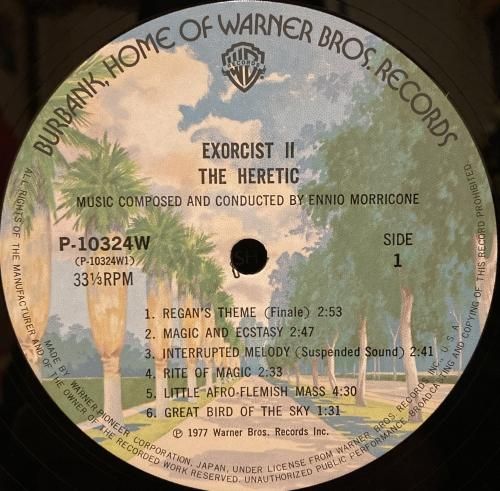 BURBANK, HOME OF WARNER BROS. RECORDS
WB
EXORCIST II
THE HERETIC
MUSIC COMPOSED AND CONDUCTED BY ENNIO MORRICONE
P-10324W
(P-10324W1)
33⅓RPM
SIDE
1
1. REGAN'S THEME (Finale) 2:53
2. MAGIC AND ECSTASY 2:47
3. INTERRUPTED MELODY (Suspended Sound) 2:41
4. RITE OF MAGIC 2:33
5. LITTLE AFRO-FLEMISH MASS 4:30
6. GREAT BIRD OF THE SKY 1:31
℗ 1977 Warner Bros. Records Inc.
MADE BY WARNER-PIONEER CORPORATION, JAPAN, UNDER LICENSE FROM WARNER BROS RECORDS INC., U.S.A.
ALL RIGHTS OF THE MANUFACTURER AND OF THE OWNER OF THE RECORDED WORK RESERVED. UNAUTHORIZED PUBLIC PERFORMANCE, BROADCASTING AND COPYING OF THIS RECORD PROHIBITED.